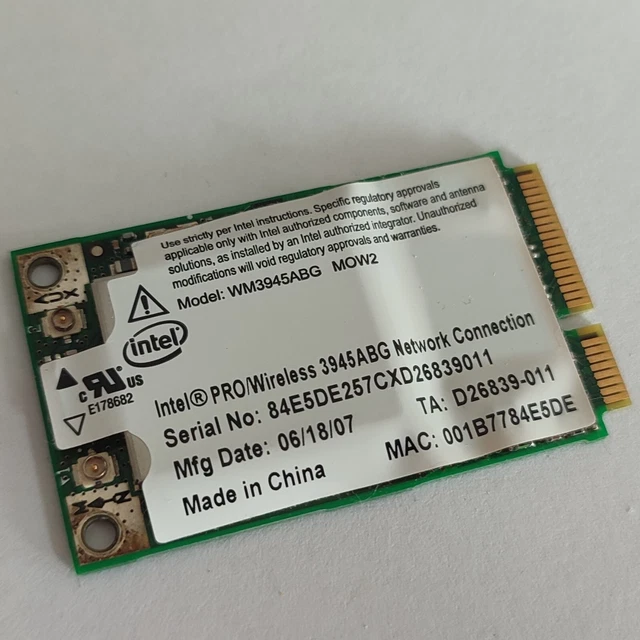 Use strictly per Intel instructions. Specific regulatory approvals
applicable only with Intel authorized components, software and antenna
solutions, as installed by an Intel authorized integrator. Unauthorized
modifications will void regulatory approvals and warranties.
Model: WM3945ABG MOW2
intel
C UL US
E178682
Intel® PRO/Wireless 3945ABG Network Connection
Serial No: 84E5DE257CXD26839011
Mfg Date: 06/18/07
TA: D26839-011
Made in China
MAC: 001B7784E5DE